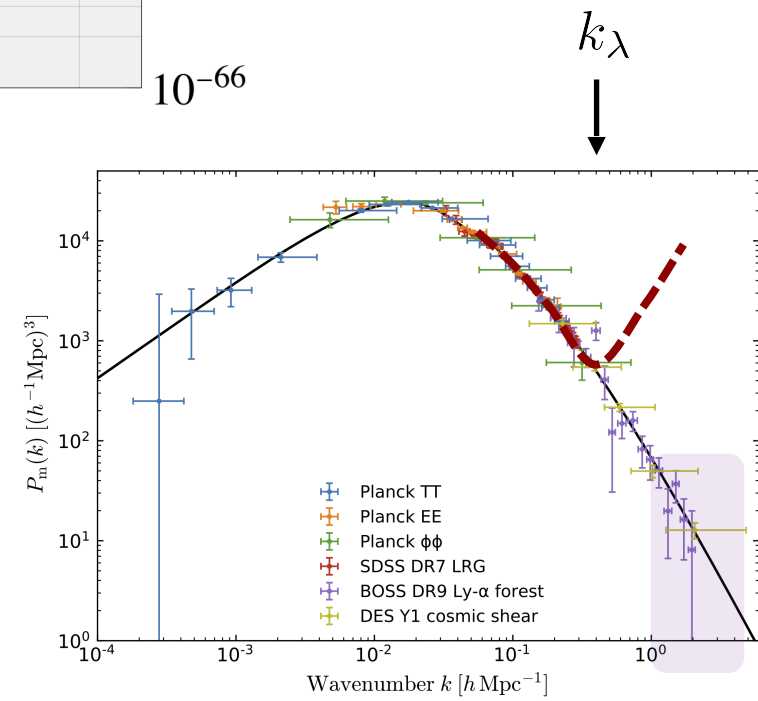 k_λ
10^{-66}
10^4
10^3
10^2
10^1
10^0
P_m(k) [(h^{-1}Mpc)^3]
Planck TT
Planck EE
Planck ϕϕ
SDSS DR7 LRG
BOSS DR9 Ly-α forest
DES Y1 cosmic shear
10^{-4} 10^{-3} 10^{-2} 10^{-1} 10^0
Wavenumber k [h Mpc^{-1}]